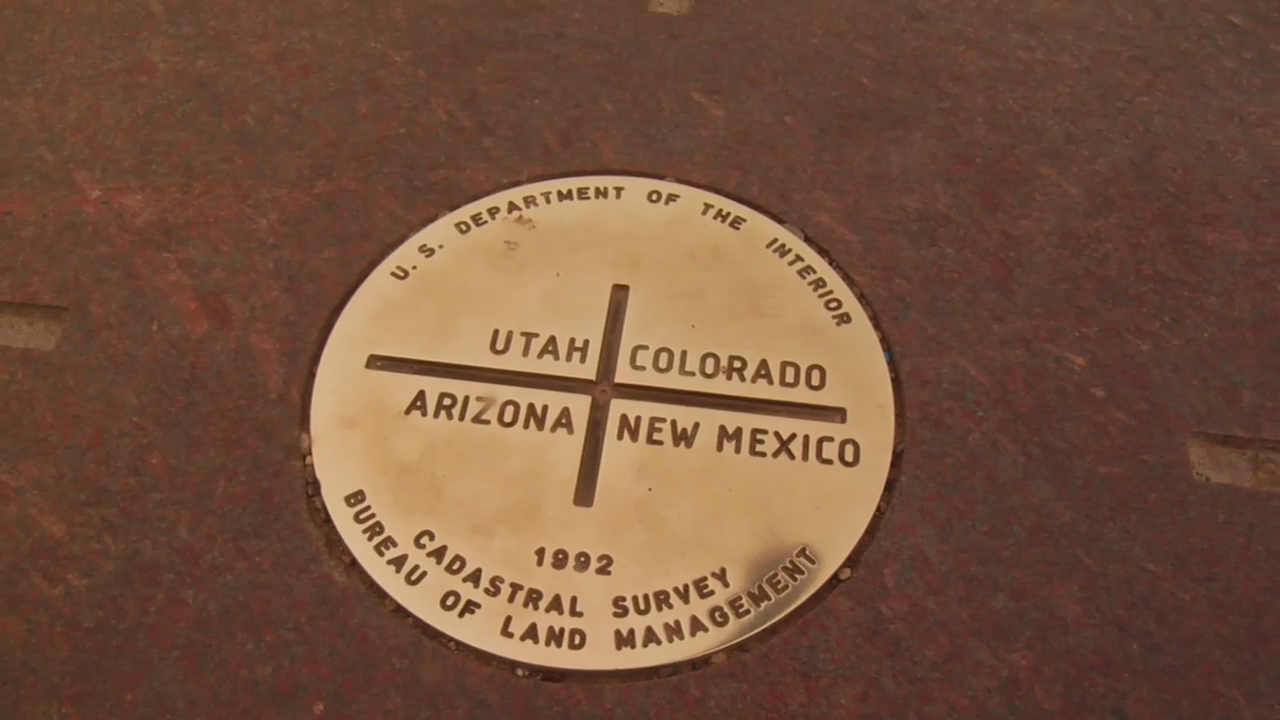 U. S. DEPARTMENT OF THE INTERIOR
UTAH COLORADO
ARIZONA NEW MEXICO
1992
CADASTRAL SURVEY
BUREAU OF LAND MANAGEMENT